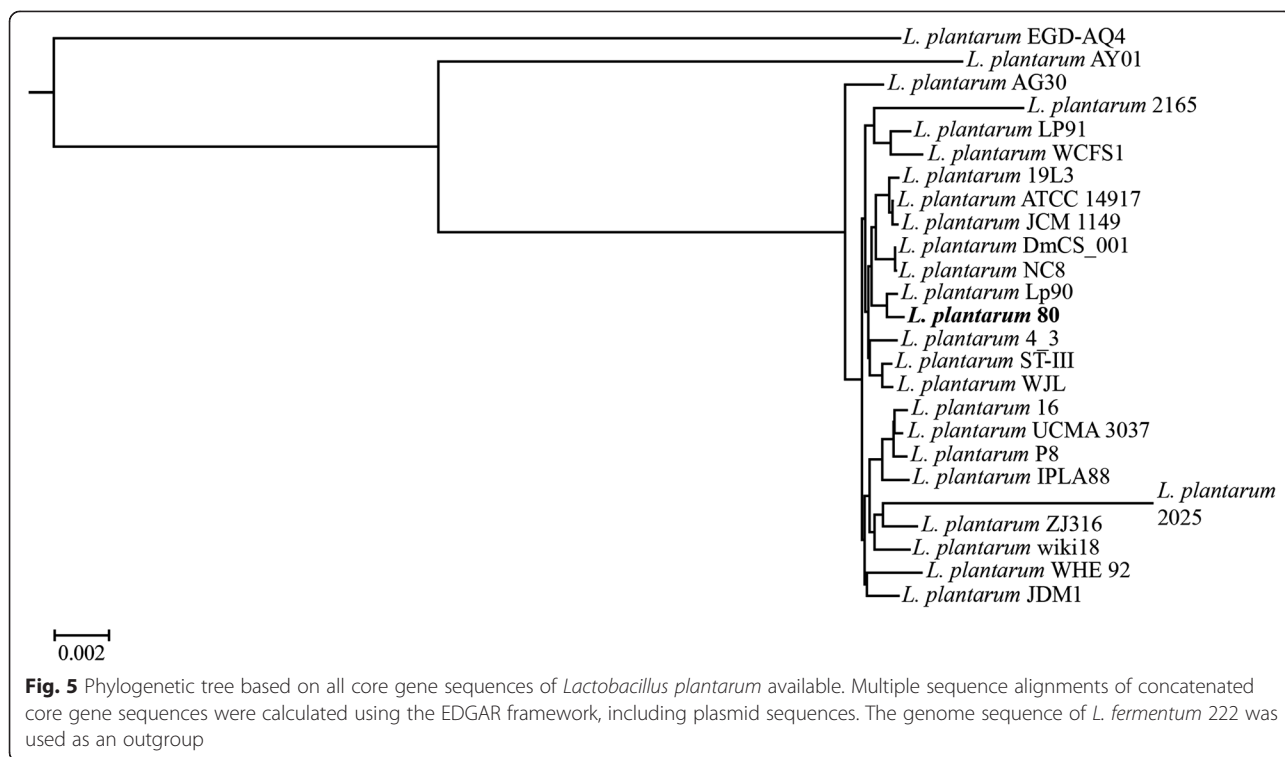 L. plantarum EGD-AQ4
L. plantarum AY01
L. plantarum AG30
L. plantarum 2165
L. plantarum LP91
L. plantarum WCFS1
L. plantarum 19L3
L. plantarum ATCC 14917
L. plantarum JCM 1149
L. plantarum DmCS_001
L. plantarum NC8
L. plantarum Lp90
L. plantarum 80
L. plantarum 4_3
L. plantarum ST-III
L. plantarum WJL
L. plantarum 16
L. plantarum UCMA 3037
L. plantarum P8
L. plantarum IPLA88
L. plantarum
2025
L. plantarum ZJ316
L. plantarum wiki18
L. plantarum WHE 92
L. plantarum JDM1
0.002
Fig. 5 Phylogenetic tree based on all core gene sequences of Lactobacillus plantarum available. Multiple sequence alignments of concatenated
core gene sequences were calculated using the EDGAR framework, including plasmid sequences. The genome sequence of L. fermentum 222 was
used as an outgroup